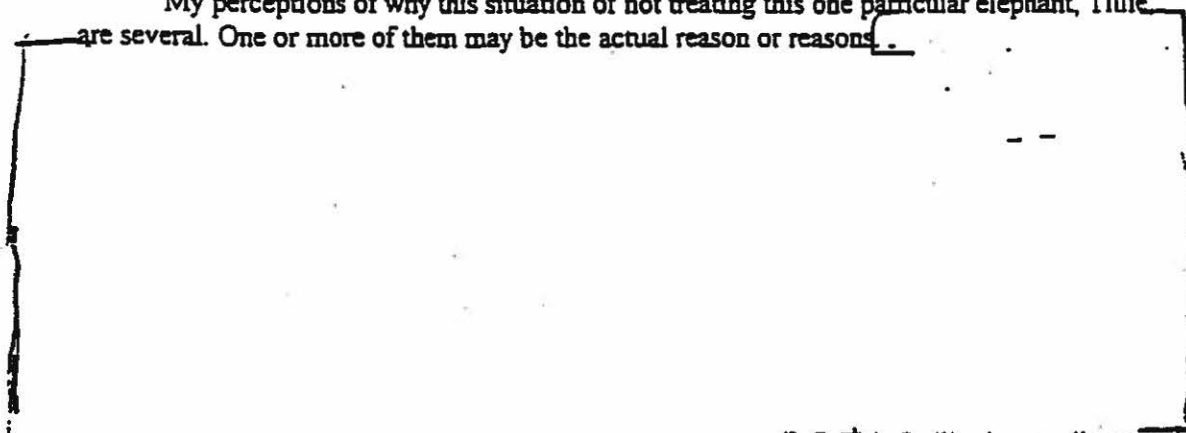 My perceptions of why this situation of not treating this one particular elephant,
are several. One or more of them may be the actual reason or reasons.